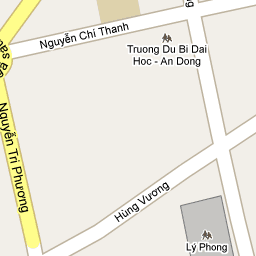 Nguyễn Chí Thanh
Truong Du Bi Dai
Hoc - An Dong
Nguyễn Tri Phương
Hùng Vương
Lý Phong